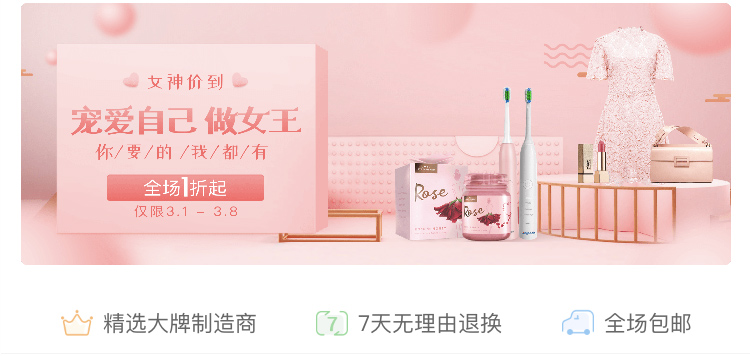 女神价到
宠爱自己 做女王
你/要/的/我/都/有
全场1折起
仅限3.1 - 3.8
Rose
Rose
精选大牌制造商
7 7天无理由退换
全场包邮